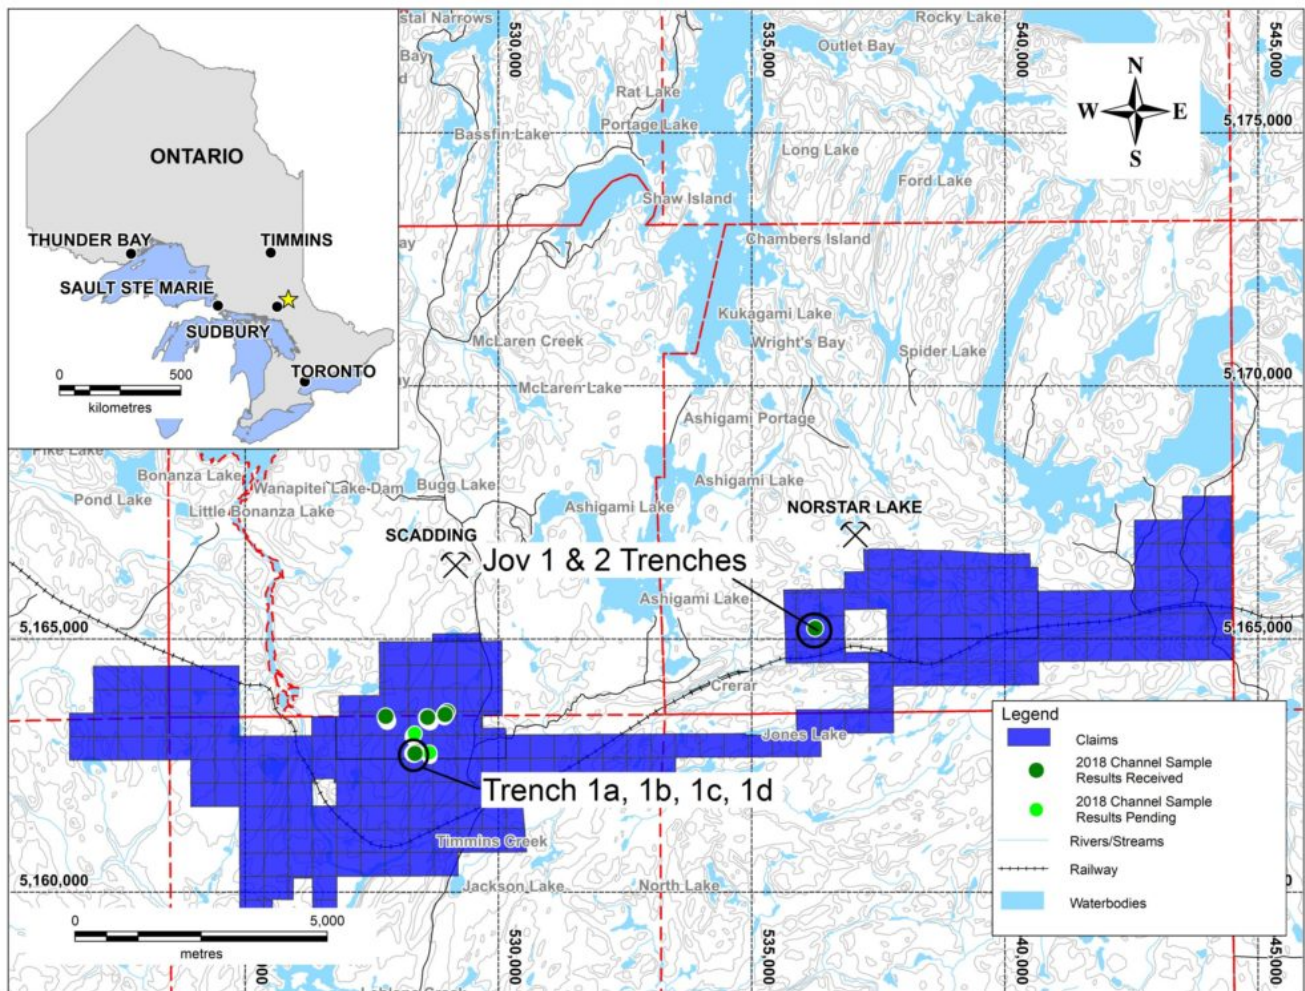 ONTARIO
THUNDER BAY
TIMMINS
SAULT STE MARIE
SUDBURY
TORONTO
0 500
kilometres
Narrows
Bay
530,000
535,000
540,000
545,000
Rocky Lake
Outlet Bay
N
W E
S
Rat Lake
Portage Lake
Bassfin Lake
5,175,000
Long Lake
Ford Lake
Shaw Island
Chambers Island
Kukagami Lake
Wright's Bay
McLaren Creek
Spider Lake
McLaren Lake
5,170,000
Ashigami Portage
Pike Lake
Bonanza Lake
Wanapitei Lake Dam
Bugg Lake
Ashigami Lake
Pond Lake
Little Bonanza Lake
Ashigami Lake
NORSTAR LAKE
SCADDING
Jov 1 & 2 Trenches
Ashigami Lake
5,165,000
5,165,000
Crerar
Jones Lake
Trench 1a, 1b, 1c, 1d
Timmins Creek
5,160,000
Jackson Lake
North Lake
0 5,000
metres
530,000
535,000
Legend
Claims
2018 Channel Sample
Results Received
2018 Channel Sample
Results Pending
Rivers/Streams
Railway
Waterbodies